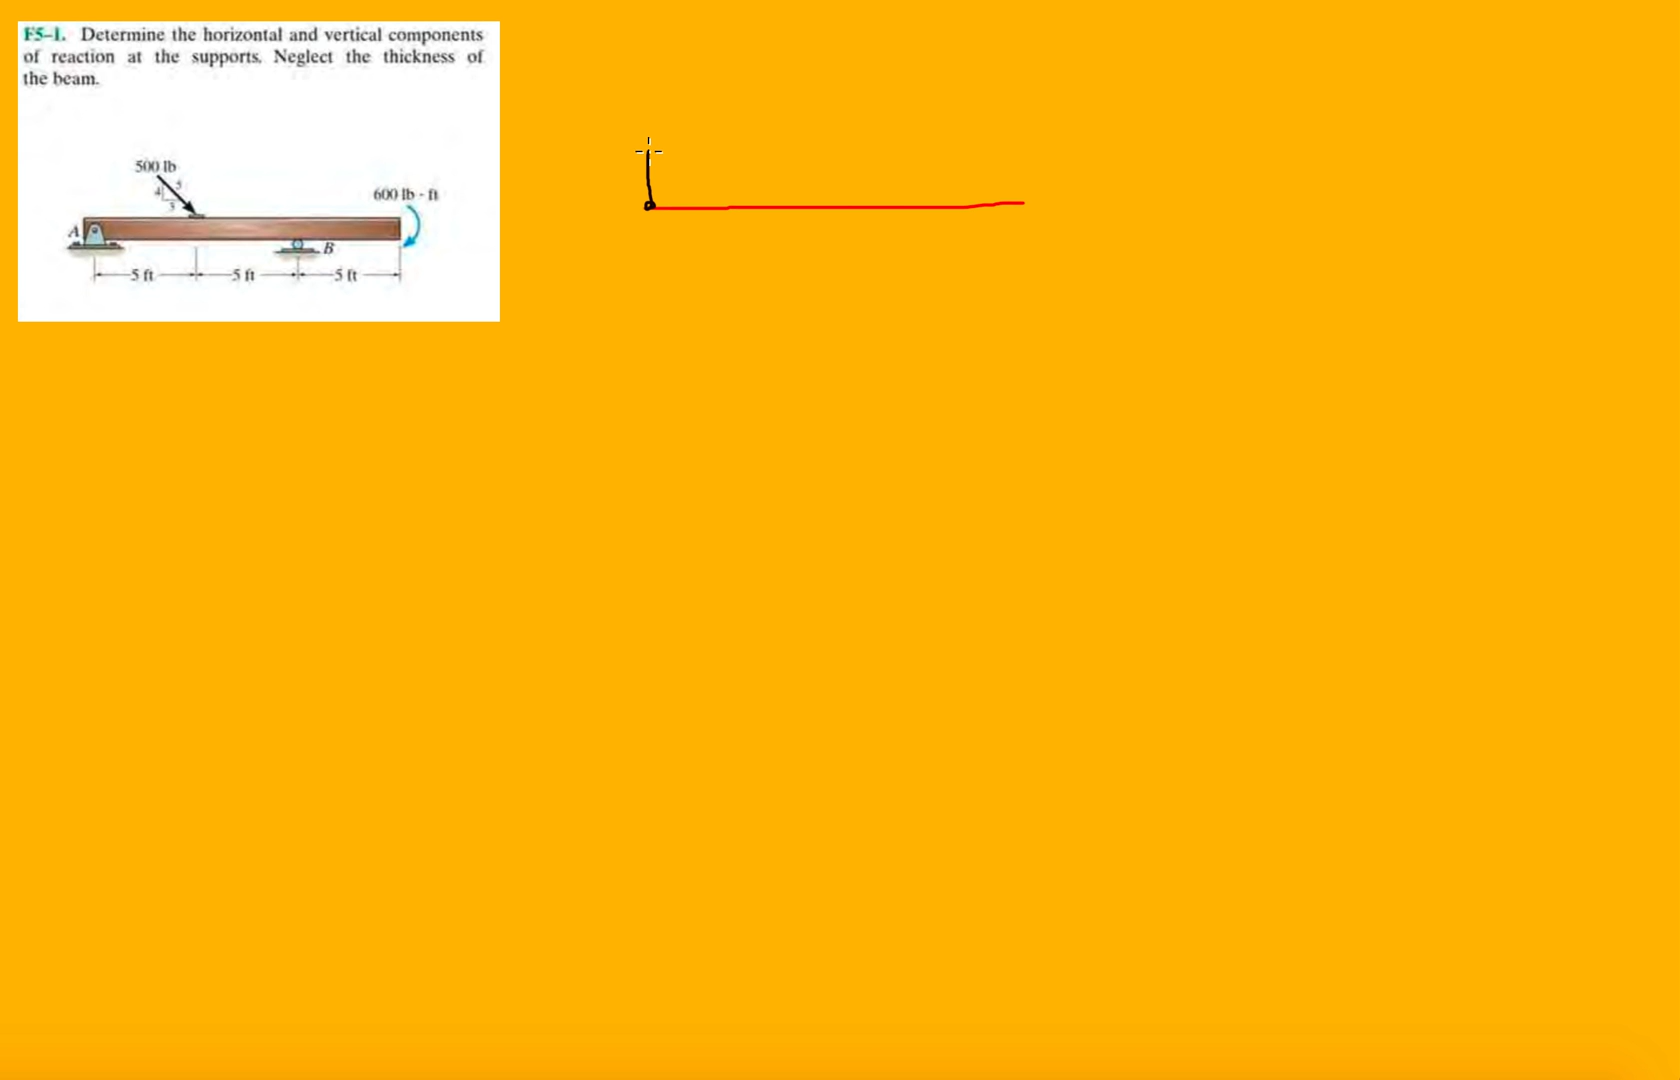 F5–1. Determine the horizontal and vertical components
of reaction at the supports. Neglect the thickness of
the beam.
500 lb
4 5
3
600 lb - ft
A
B
5 ft 5 ft 5 ft